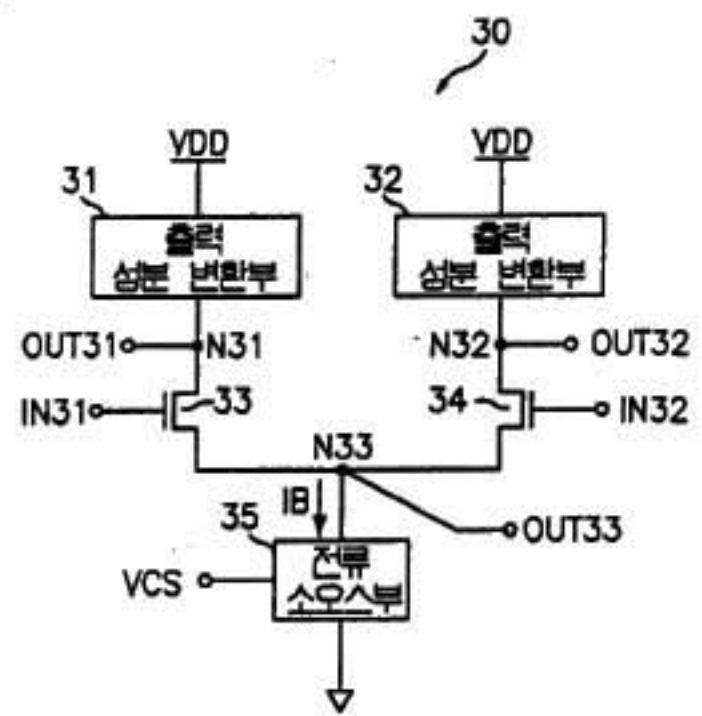 30
VDD
VDD
31
32
출력
성분 변환부
출력
성분 변환부
OUT31
N31
N32
OUT32
IN31
33
34
IN32
N33
IB
35
OUT33
VCS
전류
소오스부